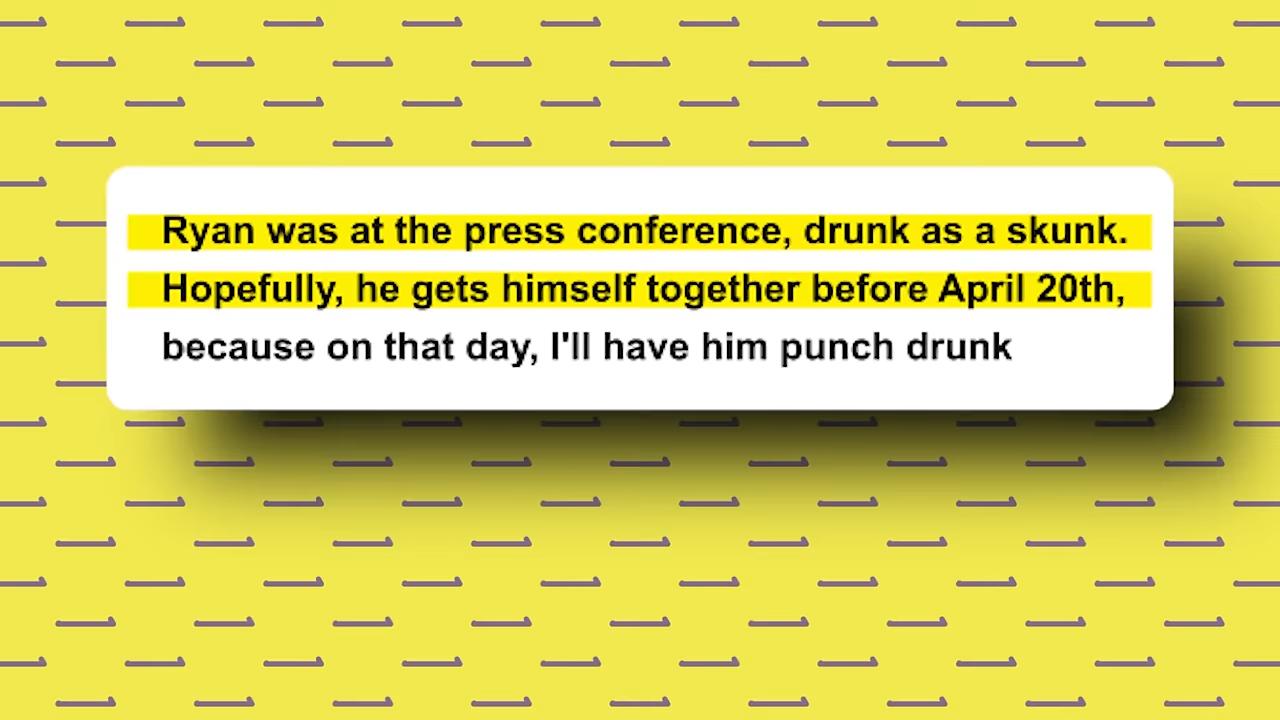 Ryan was at the press conference, drunk as a skunk.
Hopefully, he gets himself together before April 20th,
because on that day, I'll have him punch drunk